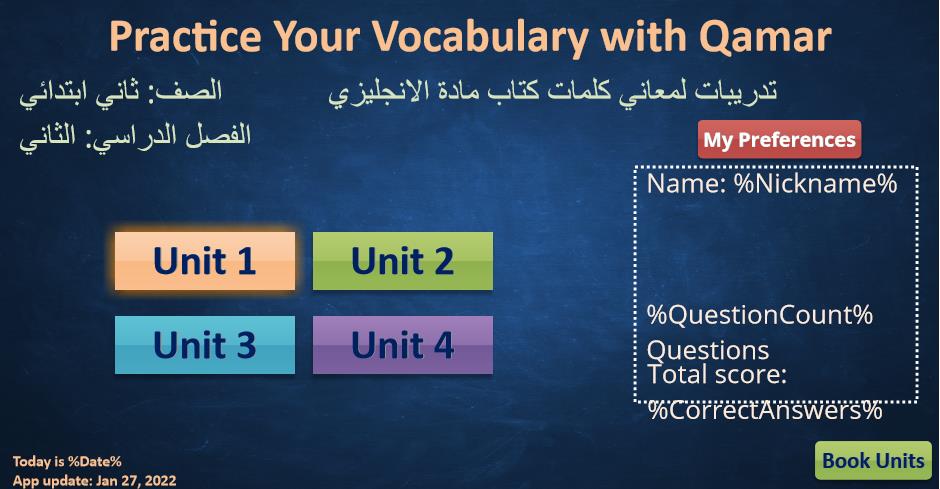 Practice Your Vocabulary with Qamar
تدريبات لمعاني كلمات كتاب مادة الانجليزي
الصف: ثاني ابتدائي
الفصل الدراسي: الثاني
My Preferences
Name: %Nickname%
Unit 1
Unit 2
Unit 3
Unit 4
%QuestionCount%
Questions
Total score:
%CorrectAnswers%
Today is %Date%
App update: Jan 27, 2022
Book Units